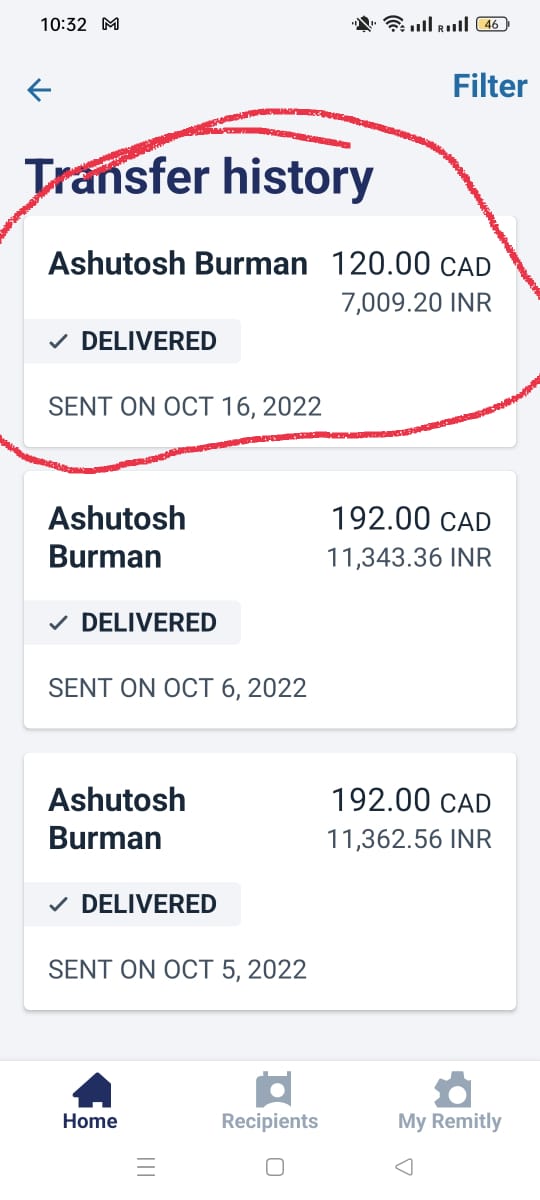 10:32
R
46
Filter
Transfer history
Ashutosh Burman 120.00 CAD
7,009.20 INR
DELIVERED
SENT ON OCT 16, 2022
Ashutosh 192.00 CAD
Burman 11,343.36 INR
DELIVERED
SENT ON OCT 6, 2022
Ashutosh 192.00 CAD
Burman 11,362.56 INR
DELIVERED
SENT ON OCT 5, 2022
Home Recipients My Remitly